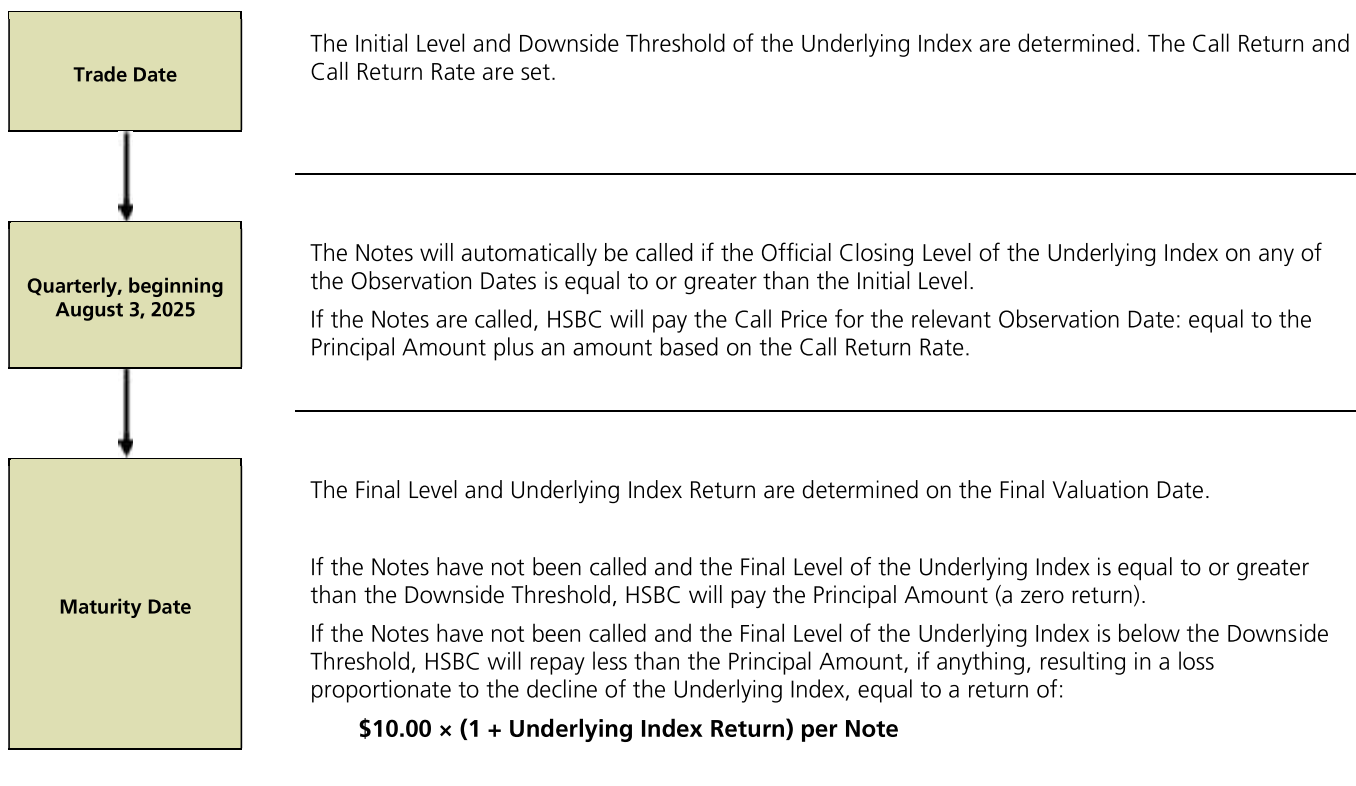 Trade Date
The Initial Level and Downside Threshold of the Underlying Index are determined. The Call Return and
Call Return Rate are set.
Quarterly, beginning
August 3, 2025
The Notes will automatically be called if the Official Closing Level of the Underlying Index on any of
the Observation Dates is equal to or greater than the Initial Level.
If the Notes are called, HSBC will pay the Call Price for the relevant Observation Date: equal to the
Principal Amount plus an amount based on the Call Return Rate.
Maturity Date
The Final Level and Underlying Index Return are determined on the Final Valuation Date.
If the Notes have not been called and the Final Level of the Underlying Index is equal to or greater
than the Downside Threshold, HSBC will pay the Principal Amount (a zero return).
If the Notes have not been called and the Final Level of the Underlying Index is below the Downside
Threshold, HSBC will repay less than the Principal Amount, if anything, resulting in a loss
proportionate to the decline of the Underlying Index, equal to a return of:
$10.00 × (1 + Underlying Index Return) per Note